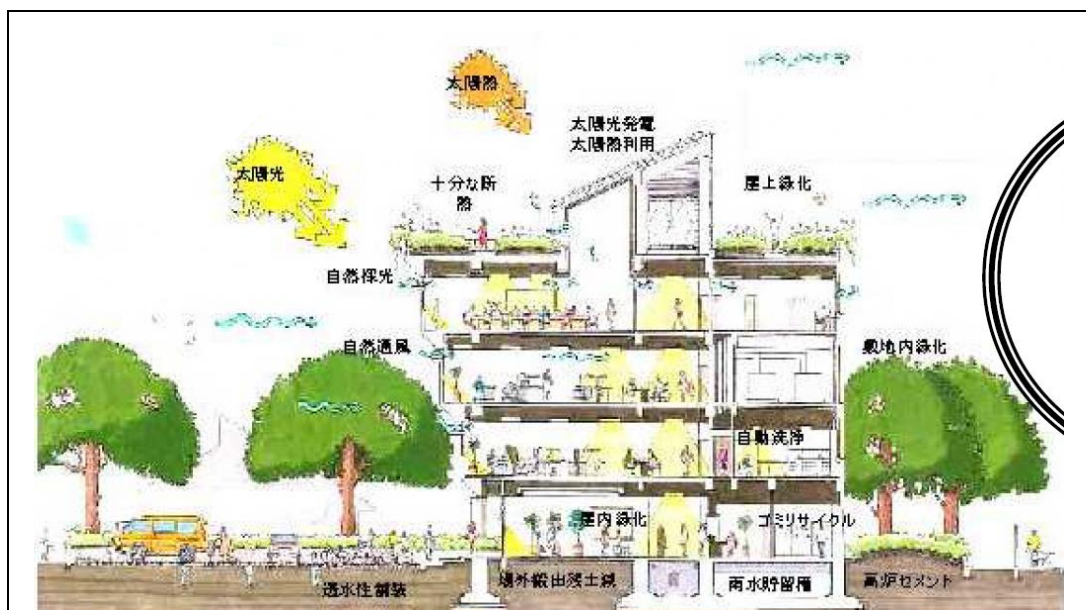 太陽熱
太陽光発電
太陽熱利用
太陽光
十分な断
熱
屋上緑化
自然採光
自然通風
敷地内緑化
自動洗浄
屋内緑化
ゴミリサイクル
透水性舗装
場外搬出残土減
雨水貯留槽
高炉セメント